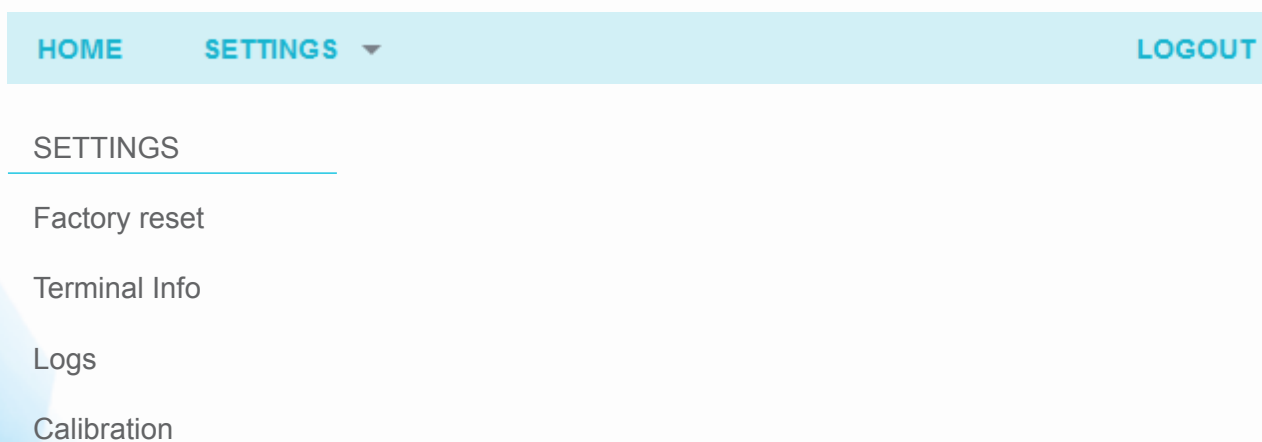 HOME SETTINGS LOGOUT
SETTINGS
Factory reset
Terminal Info
Logs
Calibration